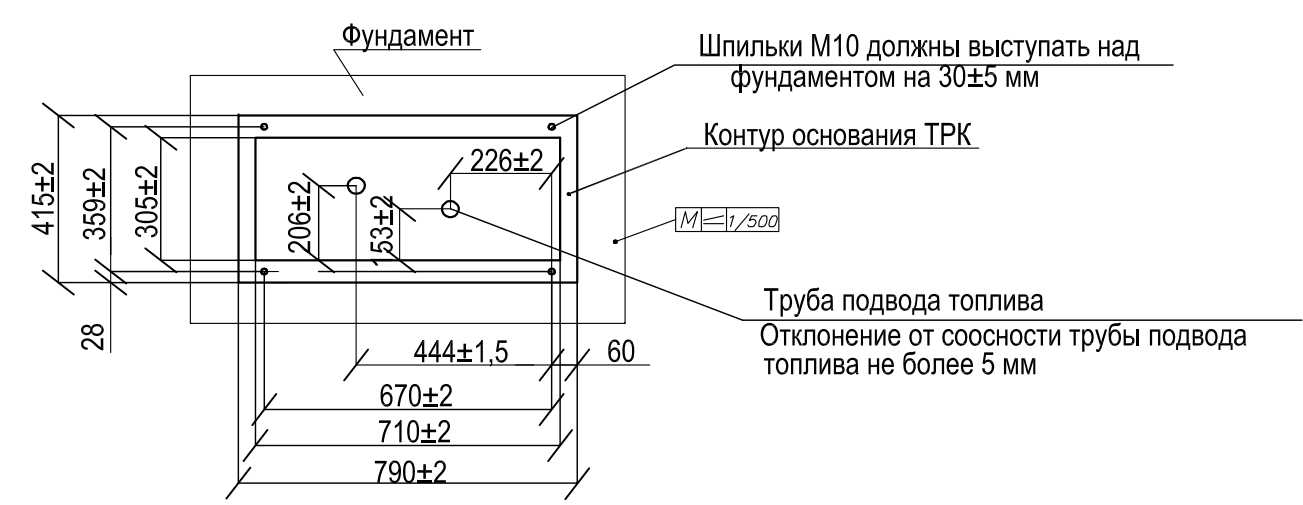 Фундамент
Шпильки М10 должны выступать над
фундаментом на 30±5 мм
Контур основания ТРК
226±2
415±2
359±2
305±2
206±2
153±2
М 1/500
28
Труба подвода топлива
Отклонение от соосности трубы подвода
топлива не более 5 мм
444±1,5
60
670±2
710±2
790±2